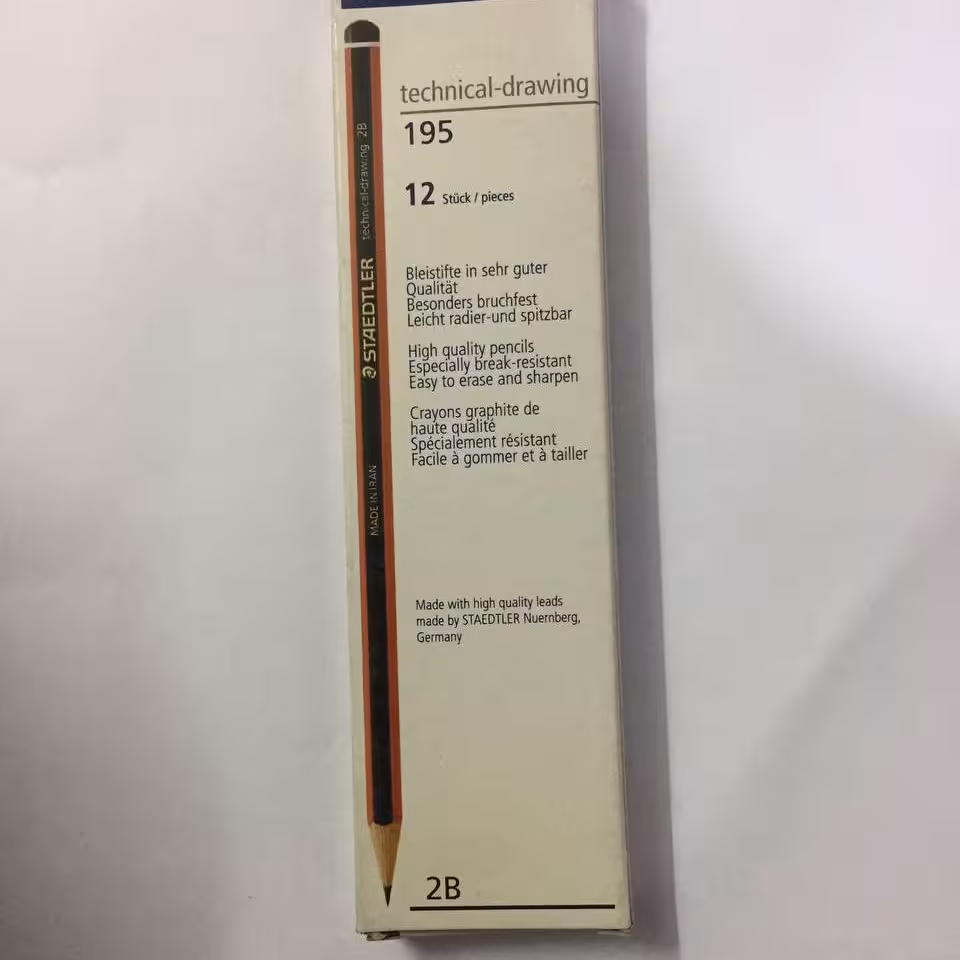 technical-drawing
195
12 Stück / pieces
Bleistifte in sehr guter
Qualität
Besonders bruchfest
Leicht radier-und spitzbar
High quality pencils
Especially break-resistant
Easy to erase and sharpen
Crayons graphite de
haute qualité
Spécialement résistant
Facile à gommer et à tailler
Made with high quality leads
made by STAEDTLER Nuernberg,
Germany
2B
MADE IN IRAN STAEDTLER technical-drawing 2B